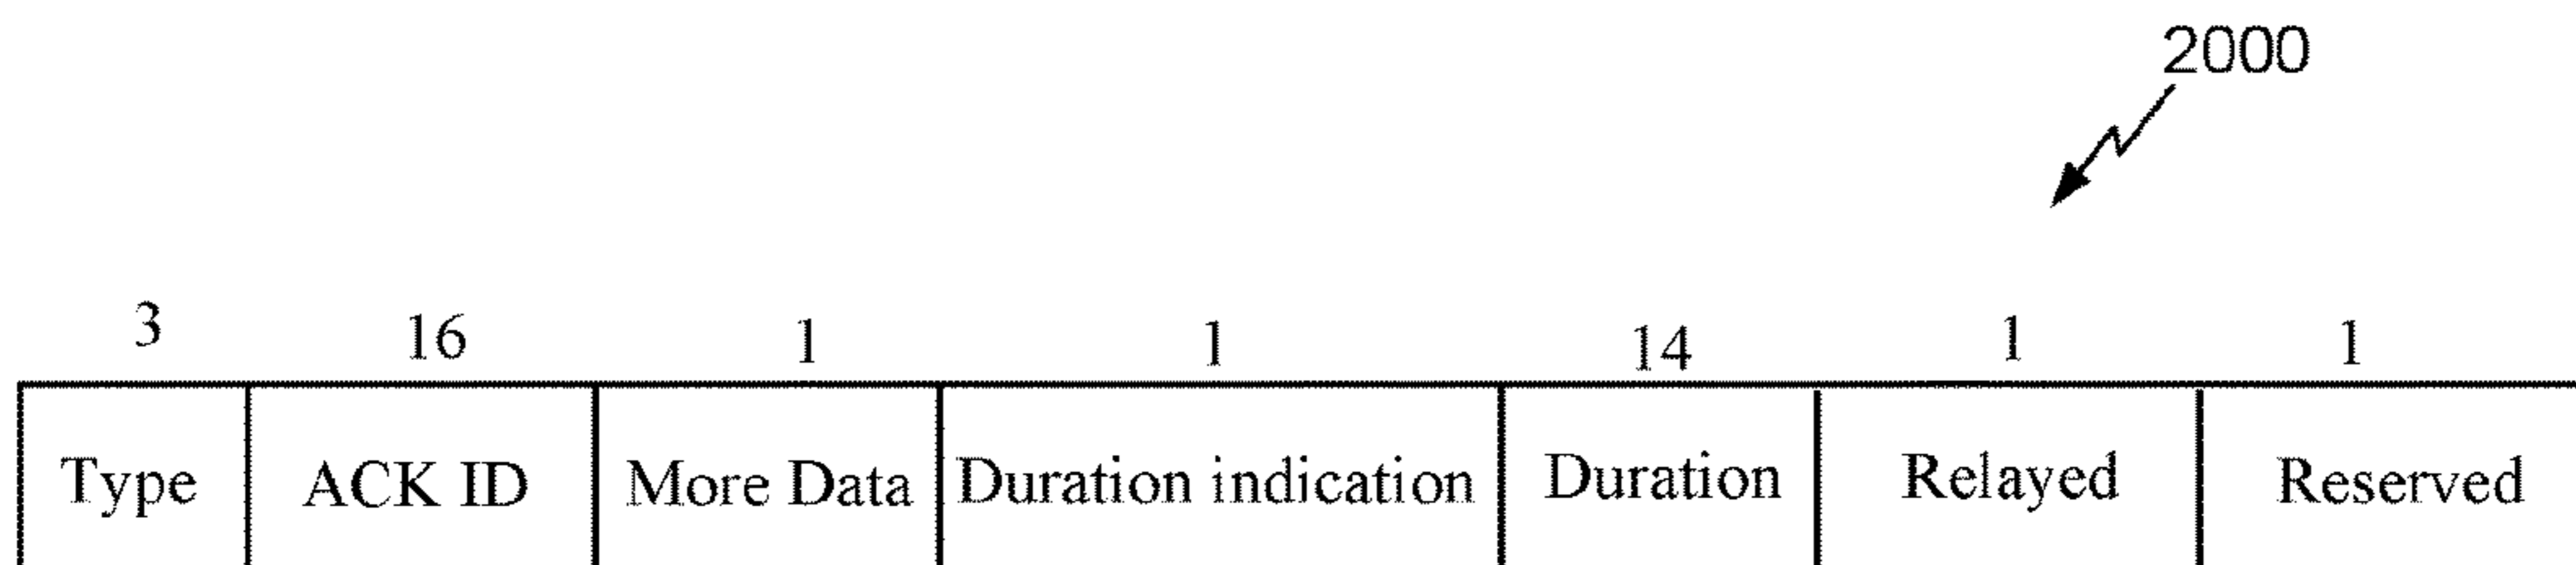 2000
3 16 1 1 14 1 1
Type ACK ID More Data Duration indication Duration Relayed Reserved